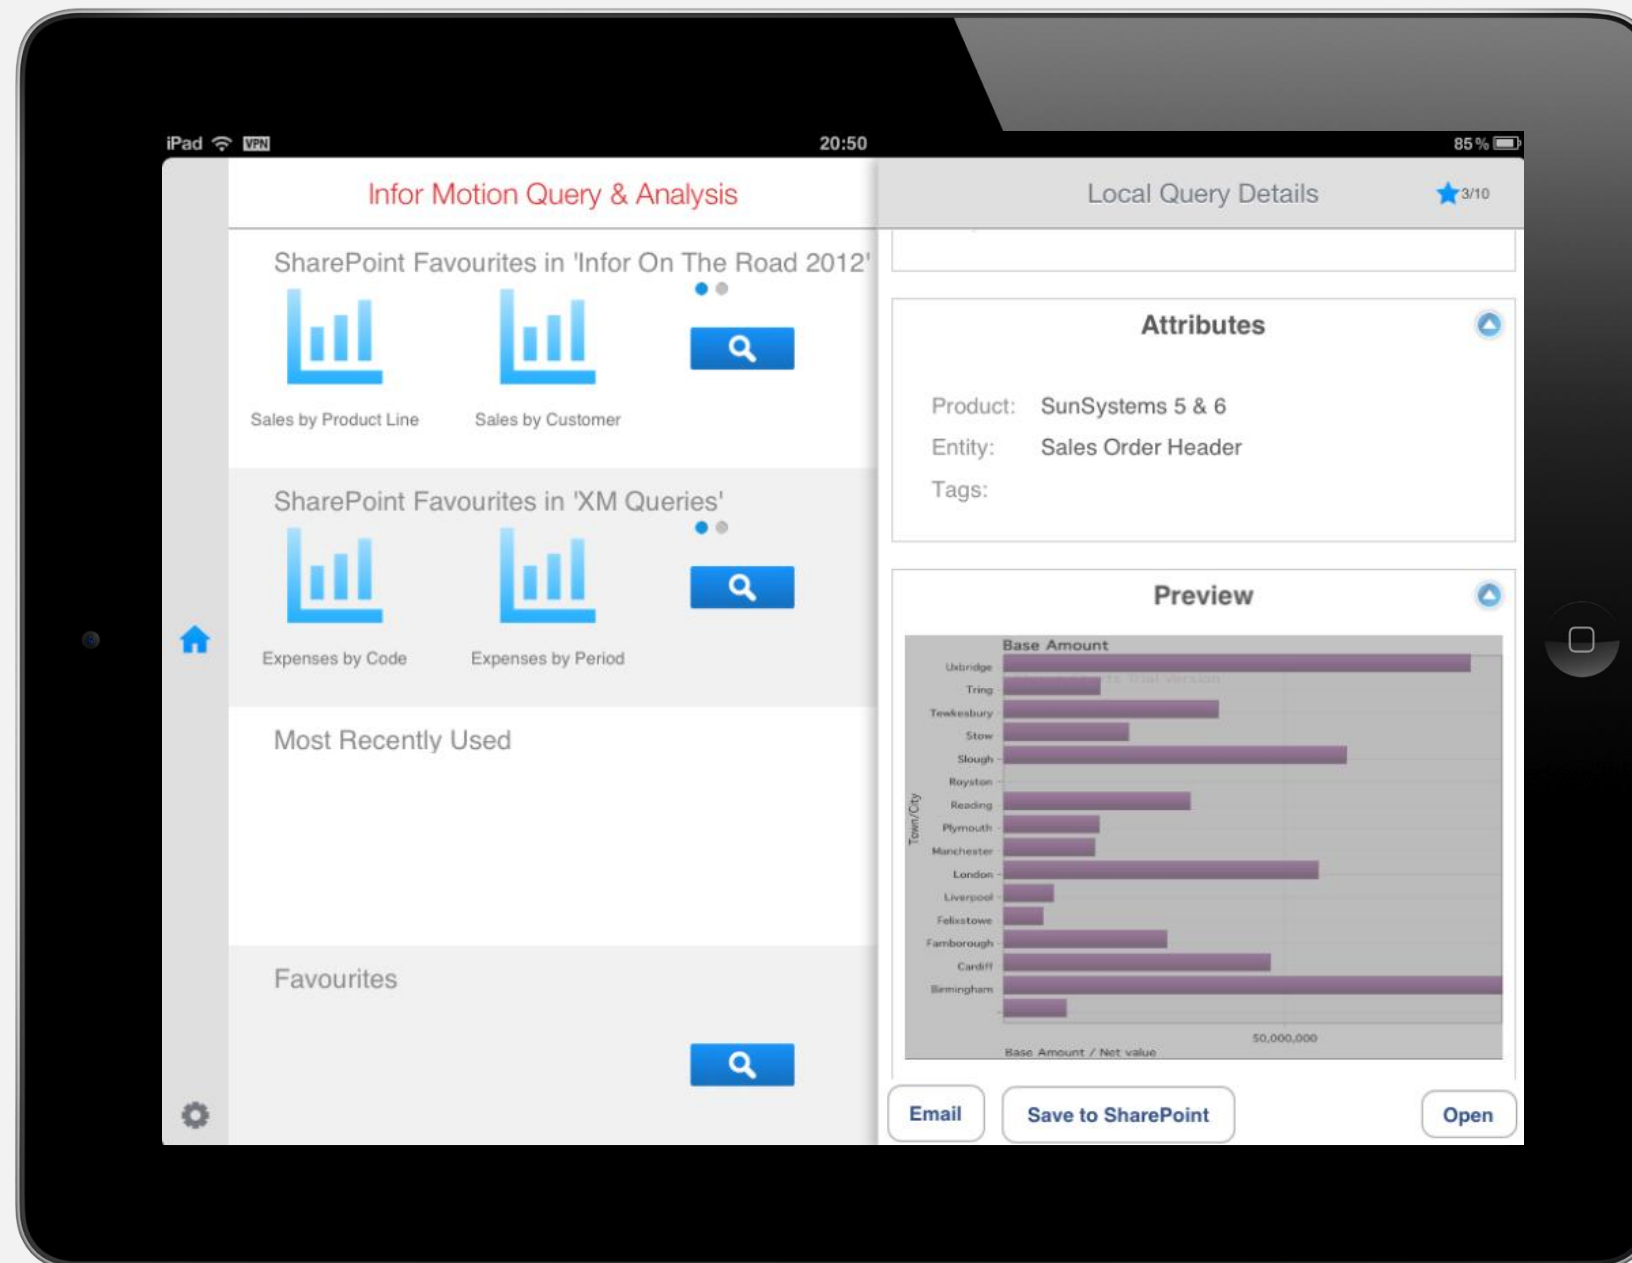 iPad VPN 20:50 85%
Infor Motion Query & Analysis
SharePoint Favourites in 'Infor On The Road 2012'
Sales by Product Line Sales by Customer
SharePoint Favourites in 'XM Queries'
Expenses by Code Expenses by Period
Most Recently Used
Favourites
Local Query Details 3/10
Attributes
Product: SunSystems 5 & 6
Entity: Sales Order Header
Tags:
Preview
Base Amount
Trial Version
Town/City
Uxbridge
Tring
Tewkesbury
Stow
Slough
Royston
Reading
Plymouth
Manchester
London
Liverpool
Felixstowe
Famborough
Cardiff
Birmingham
50,000,000
Base Amount / Net value
Email Save to SharePoint Open